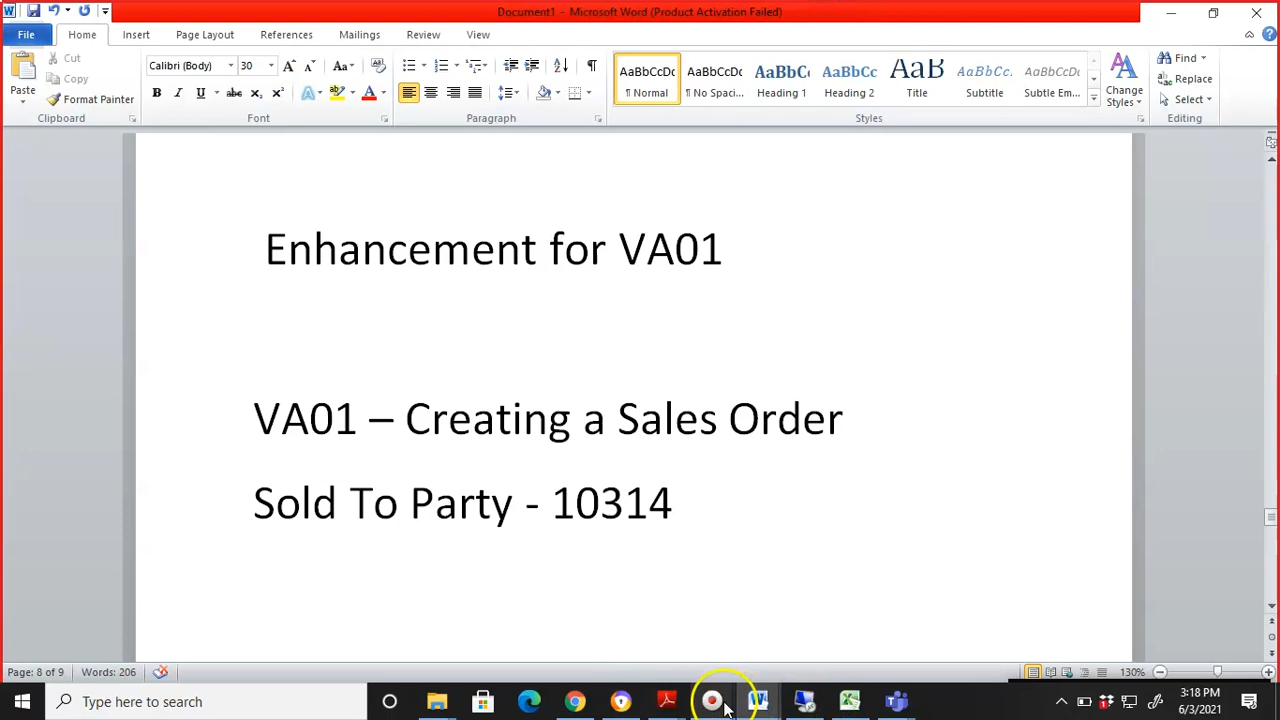 Document1 - Microsoft Word (Product Activation Failed)
File Home Insert Page Layout References Mailings Review View
Paste
Cut
Copy
Format Painter
Clipboard
Calibri (Body) 30
Font
Paragraph
AaBbCcDc AaBbCcDc AaBbCc AaBbCc AaB AaBbCc. AaBbCcDc
¶ Normal ¶ No Spaci... Heading 1 Heading 2 Title Subtitle Subtle Em...
Change Styles
Styles
Find
Replace
Select
Editing
Enhancement for VA01
VA01 – Creating a Sales Order
Sold To Party - 10314
Page: 8 of 9 Words: 206 130%
Type here to search
3:18 PM
6/3/2021